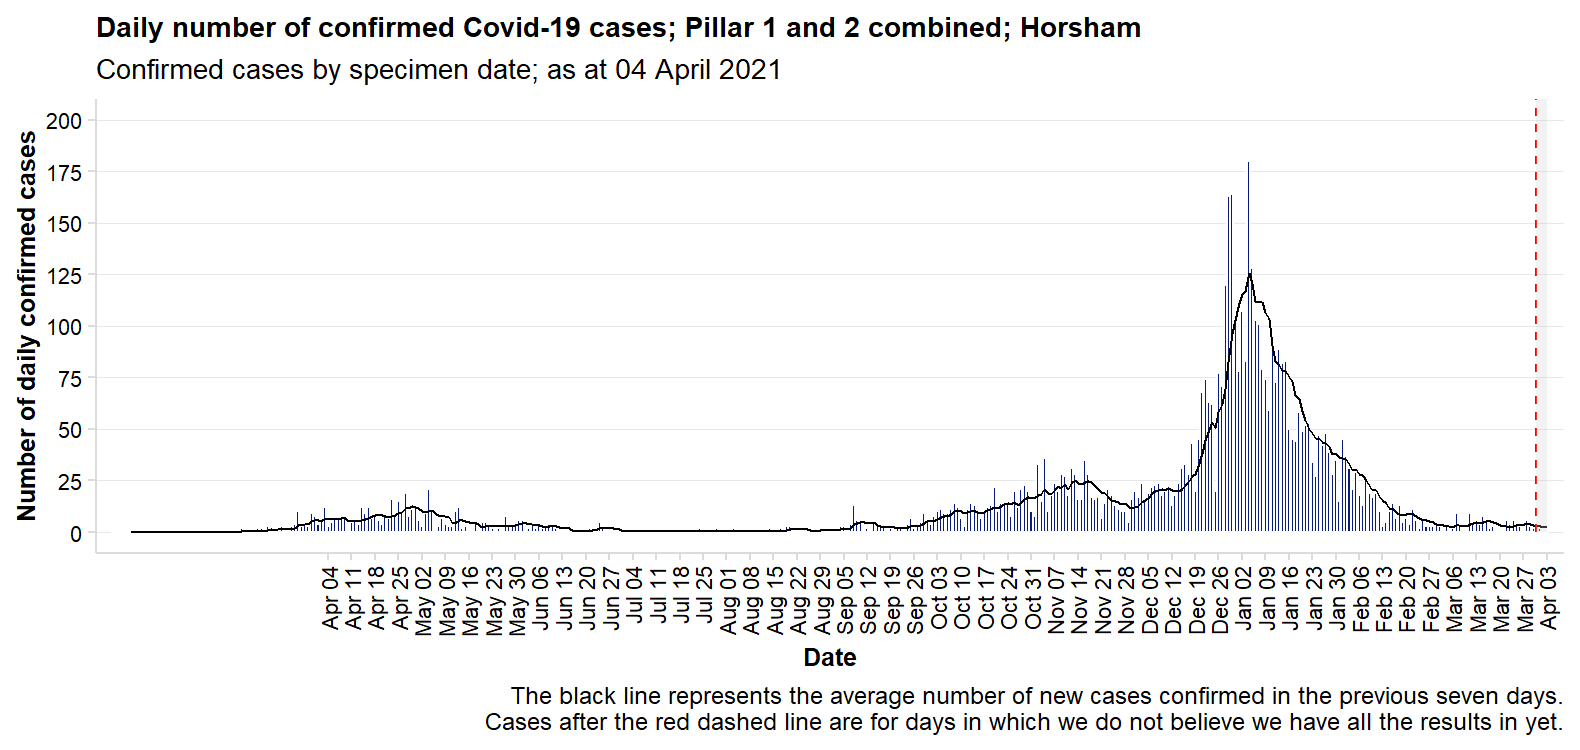 Daily number of confirmed Covid-19 cases; Pillar 1 and 2 combined; Horsham
Confirmed cases by specimen date; as at 04 April 2021
Number of daily confirmed cases
200
175
150
125
100
75
50
25
0
Apr 04
Apr 11
Apr 18
Apr 25
May 02
May 09
May 16
May 23
May 30
Jun 06
Jun 13
Jun 20
Jun 27
Jul 04
Jul 11
Jul 18
Jul 25
Aug 01
Aug 08
Aug 15
Aug 22
Aug 29
Sep 05
Sep 12
Sep 19
Sep 26
Oct 03
Oct 10
Oct 17
Oct 24
Oct 31
Nov 07
Nov 14
Nov 21
Nov 28
Dec 05
Dec 12
Dec 19
Dec 26
Jan 02
Jan 09
Jan 16
Jan 23
Jan 30
Feb 06
Feb 13
Feb 20
Feb 27
Mar 06
Mar 13
Mar 20
Mar 27
Apr 03
Date
The black line represents the average number of new cases confirmed in the previous seven days.
Cases after the red dashed line are for days in which we do not believe we have all the results in yet.